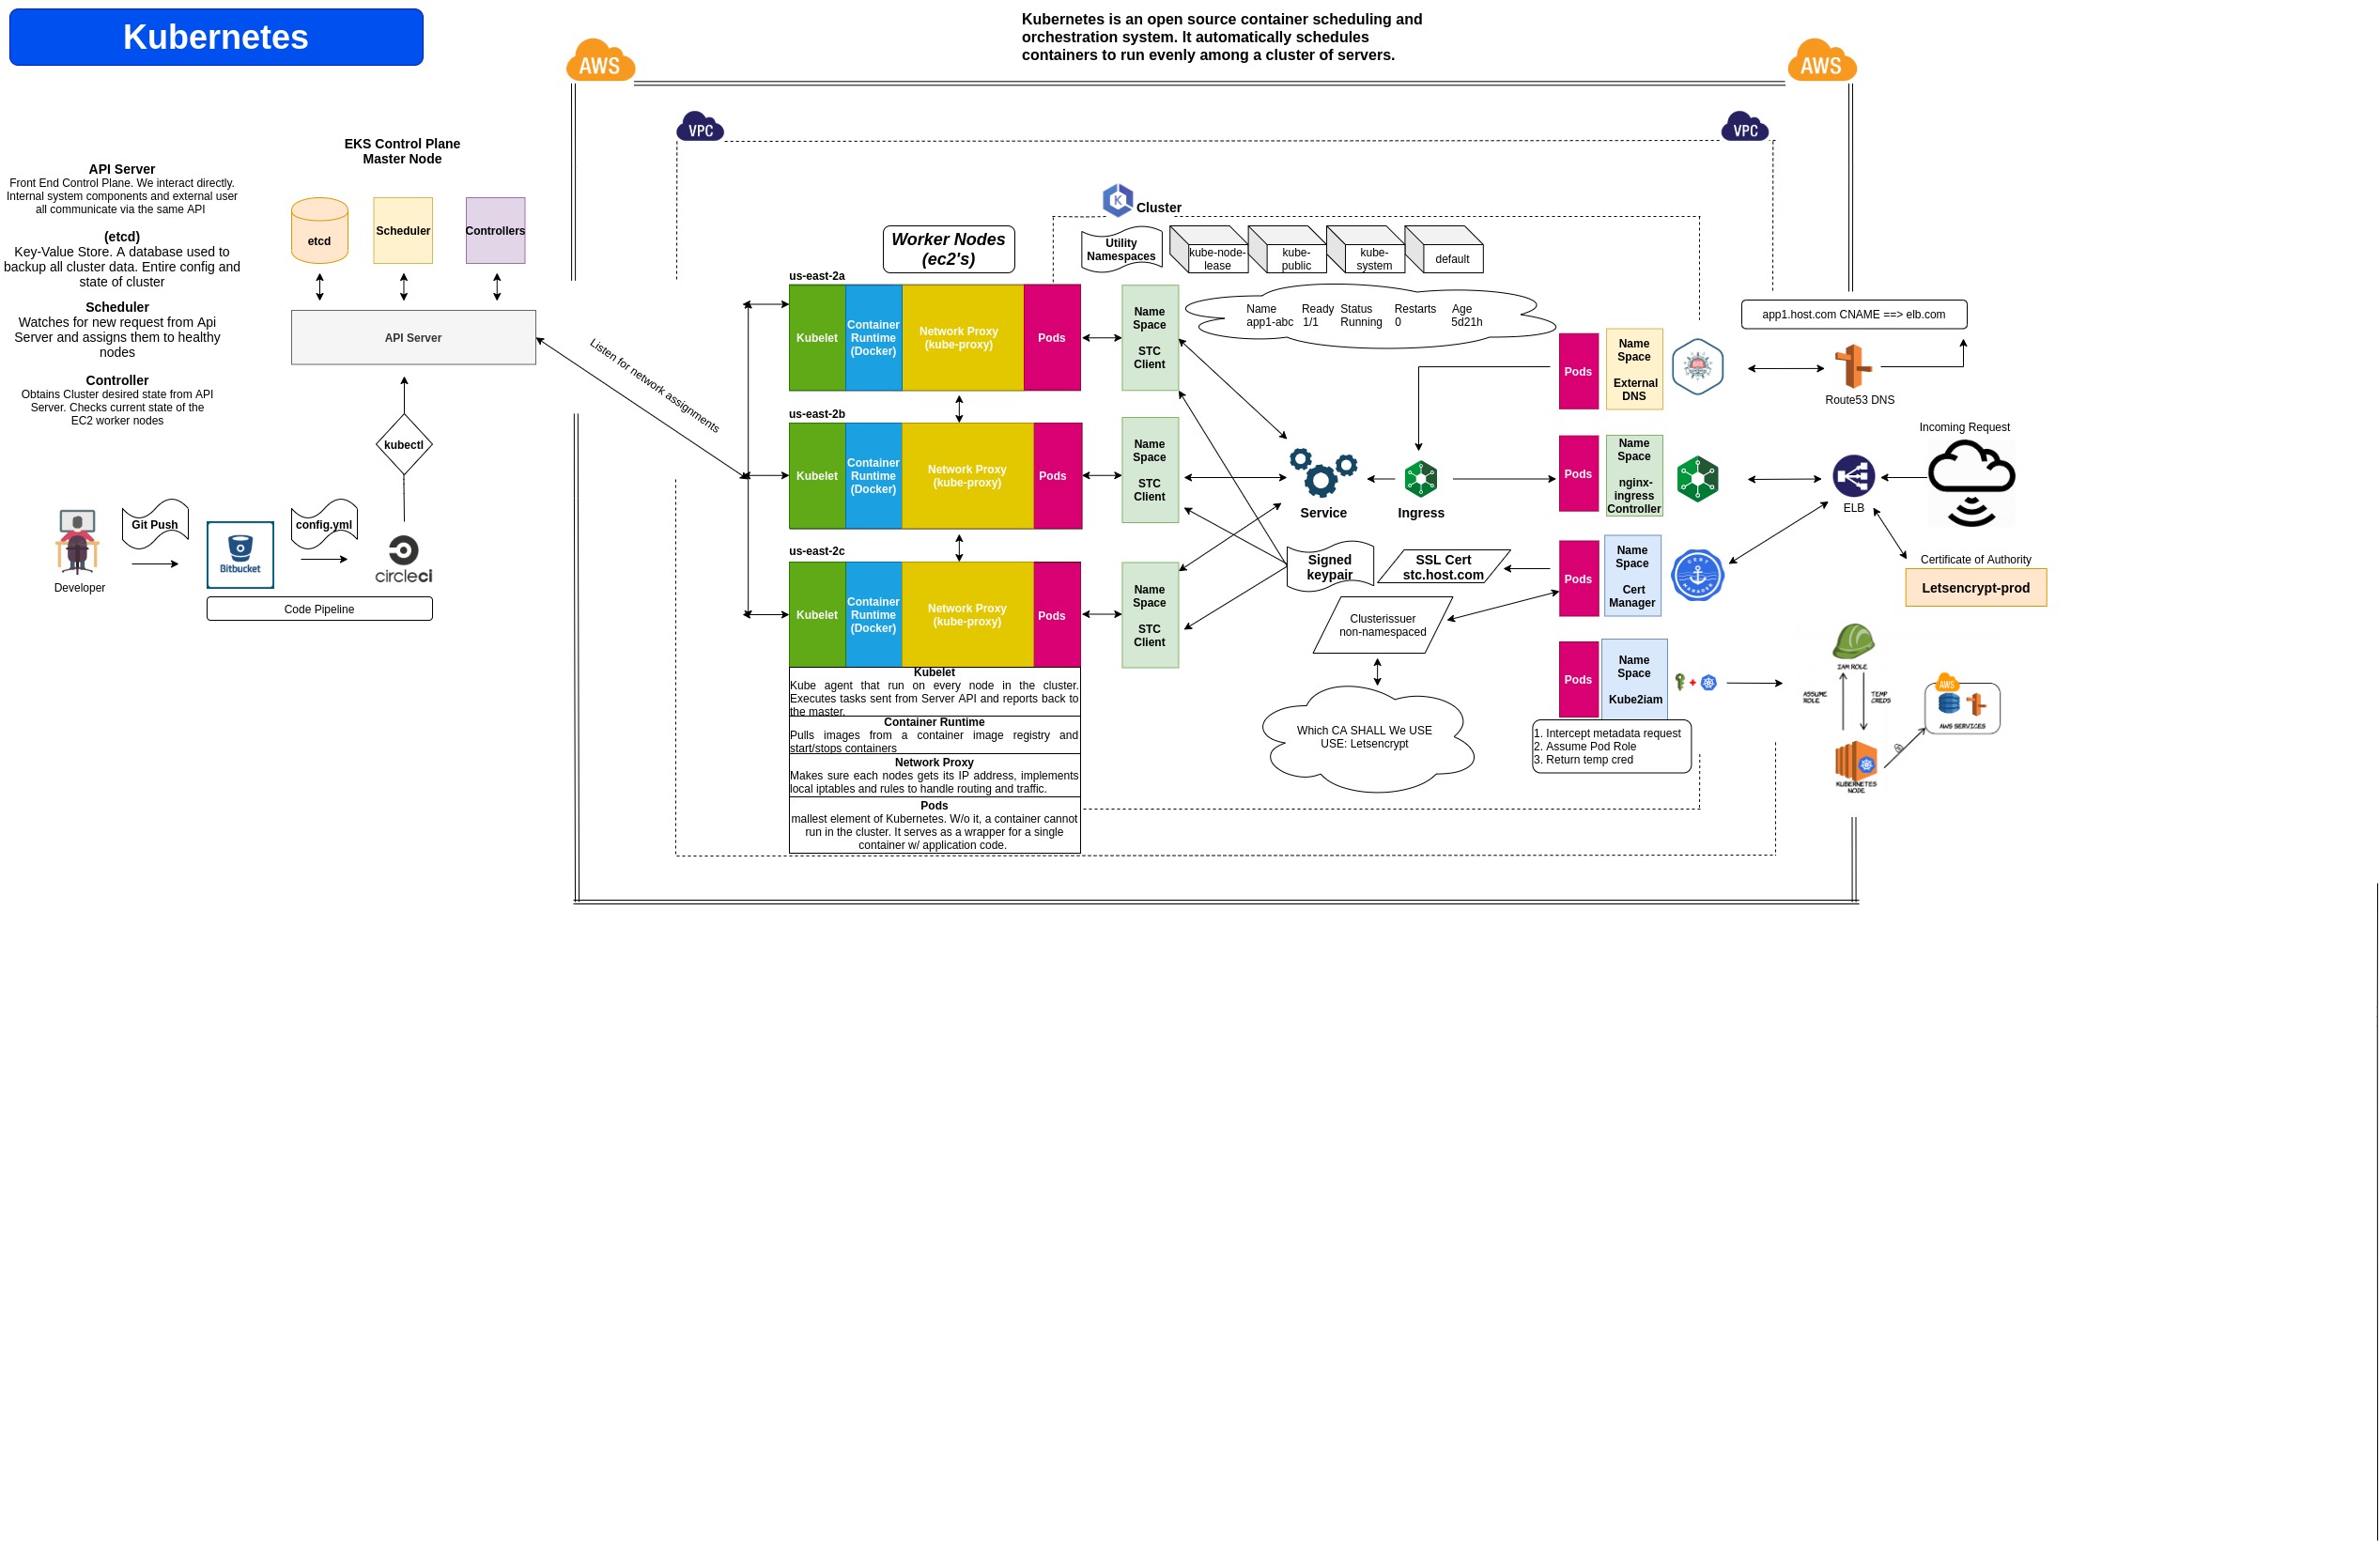 Kubernetes
Kubernetes is an open source container scheduling and
orchestration system. It automatically schedules
containers to run evenly among a cluster of servers.
AWS
AWS
VPC
VPC
EKS Control Plane
Master Node
API Server
Front End Control Plane. We interact directly.
Internal system components and external user
all communicate via the same API
(etcd)
Key-Value Store. A database used to
backup all cluster data. Entire config and
state of cluster
Scheduler
Watches for new request from Api
Server and assigns them to healthy
nodes
Controller
Obtains Cluster desired state from API
Server. Checks current state of the
EC2 worker nodes
etcd
Scheduler
Controllers
API Server
kubectl
Developer
Git Push
Bitbucket
config.yml
circleci
Code Pipeline
Listen for network assignments
Worker Nodes
(ec2's)
us-east-2a
Kubelet
Container
Runtime
(Docker)
Network Proxy
(kube-proxy)
Pods
us-east-2b
Kubelet
Container
Runtime
(Docker)
Network Proxy
(kube-proxy)
Pods
us-east-2c
Kubelet
Container
Runtime
(Docker)
Network Proxy
(kube-proxy)
Pods
Kubelet
Kube agent that run on every node in the cluster.
Executes tasks sent from Server API and reports back to
the master.
Container Runtime
Pulls images from a container image registry and
start/stops containers
Network Proxy
Makes sure each nodes gets its IP address, implements
local iptables and rules to handle routing and traffic.
Pods
mallest element of Kubernetes. W/o it, a container cannot
run in the cluster. It serves as a wrapper for a single
container w/ application code.
K
Cluster
Utility
Namespaces
kube-node-
lease
kube-
public
kube-
system
default
Name Ready Status Restarts Age
app1-abc 1/1 Running 0 5d21h
Name
Space
STC
Client
Name
Space
STC
Client
Name
Space
STC
Client
Service
Ingress
Signed
keypair
SSL Cert
stc.host.com
Clusterissuer
non-namespaced
Which CA SHALL We USE
USE: Letsencrypt
Pods
Name
Space
External
DNS
Pods
Name
Space
nginx-
ingress
Controller
Pods
Name
Space
Cert
Manager
CERT
MANAGER
Pods
Name
Space
Kube2iam
1. Intercept metadata request
2. Assume Pod Role
3. Return temp cred
app1.host.com CNAME ==> elb.com
Route53 DNS
Incoming Request
ELB
Certificate of Authority
Letsencrypt-prod
IAM ROLE
ASSUME
ROLE
TEMP
CREDS
AWS
AWS SERVICES
KUBERNETES
NODE